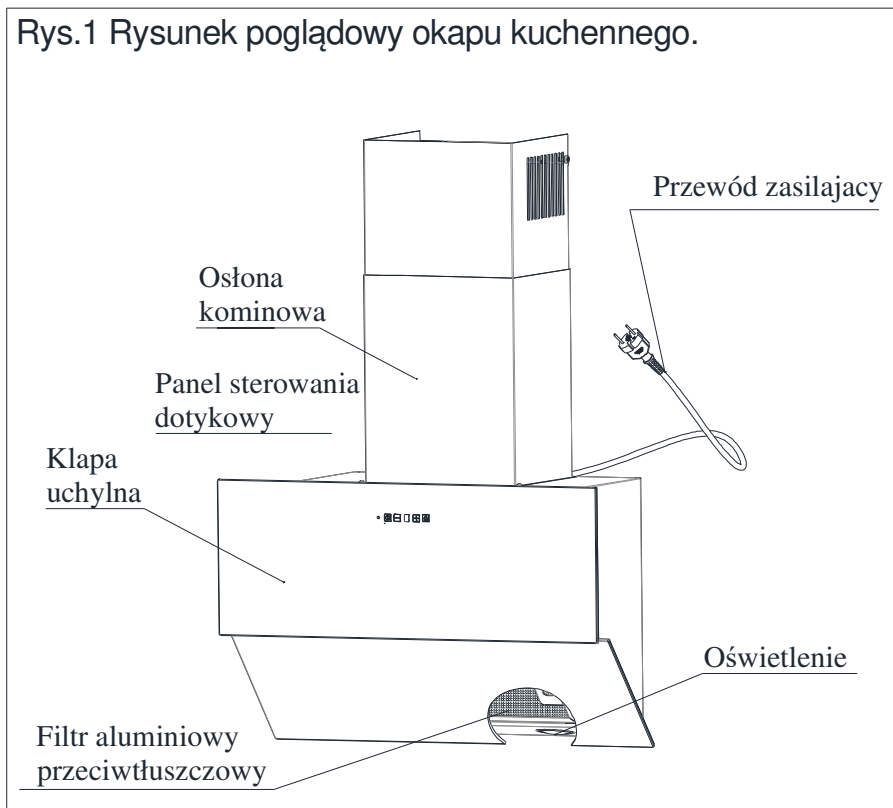 Rys.1 Rysunek poglądowy okapu kuchennego.
Przewód zasilajacy
Osłona
kominowa
Panel sterowania
dotykowy
Klapa
uchylna
Oświetlenie
Filtr aluminiowy
przeciwtłuszczowy